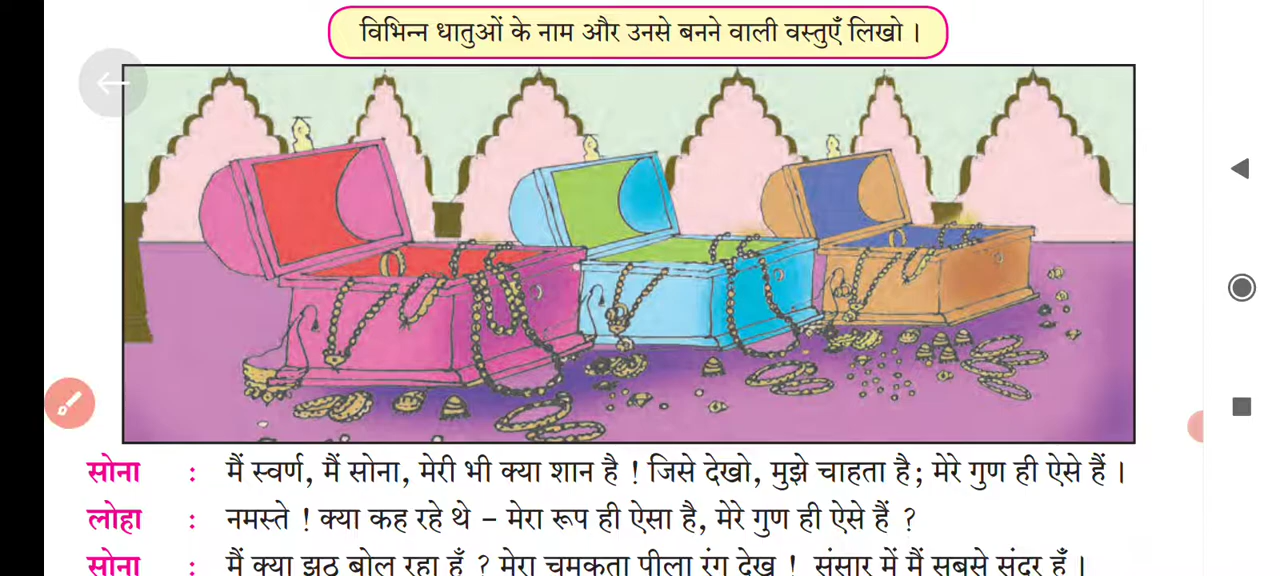 विभिन्न धातुओं के नाम और उनसे बनने वाली वस्तुएँ लिखो ।
सोना : मैं स्वर्ण, मैं सोना, मेरी भी क्या शान है ! जिसे देखो, मुझे चाहता है; मेरे गुण ही ऐसे हैं ।
लोहा : नमस्ते ! क्या कह रहे थे – मेरा रूप ही ऐसा है, मेरे गुण ही ऐसे हैं ?
सोना : मैं क्या झूठ बोल रहा हूँ ? मेरा चमकता पीला रंग देख ! संसार में मैं सबसे सुंदर हूँ ।